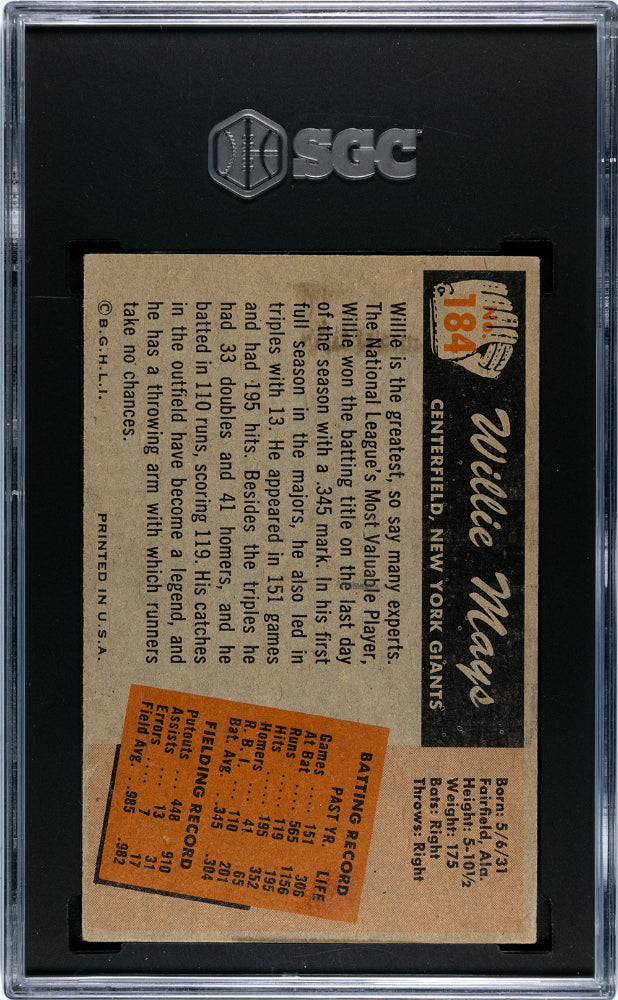 SGC
No. 184
Willie Mays
CENTERFIELD, NEW YORK GIANTS
Born: 5/6/31
Fairfield, Ala.
Height: 5-10½
Weight: 175
Bats: Right
Throws: Right
Willie is the greatest, so say many experts.
The National League's Most Valuable Player,
Willie won the batting title on the last day
of the season with a .345 mark. In his first
full season in the majors, he also led in
triples with 13. He appeared in 151 games
and had 195 hits. Besides the triples he
had 33 doubles and 41 homers, and he
batted in 110 runs, scoring 119. His catches
in the outfield have become a legend, and
he has a throwing arm with which runners
take no chances.
©B.G.H.L.I. PRINTED IN U.S.A.
BATTING RECORD
PAST YR. LIFE
Games .... 151 306
At Bat .... 565 1156
Runs .... 119 195
Hits .... 195 352
Homers .... 41 65
R. B. I. .... 110 201
Bat. Avg. .. .345 .304
FIELDING RECORD
Putouts .... 448 910
Assists .... 13 31
Errors .... 7 17
Field Avg. .. .985 .982